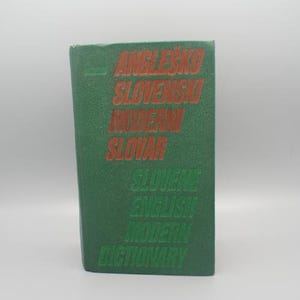 ANGLEŠKO
SLOVENSKI
MODERNI
SLOVAR
SLOVENE
ENGLISH
MODERN
DICTIONARY